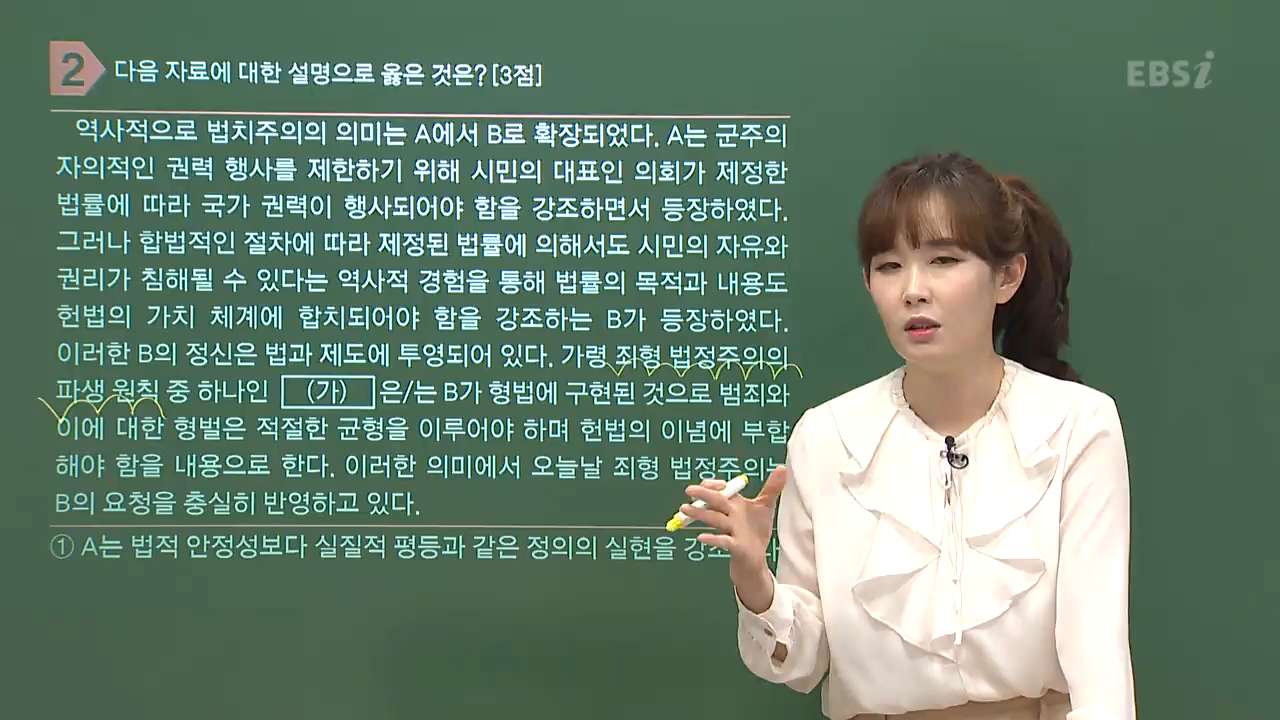 2 다음 자료에 대한 설명으로 옳은 것은? [3점]
EBSi
역사적으로 법치주의의 의미는 A에서 B로 확장되었다. A는 군주의
자의적인 권력 행사를 제한하기 위해 시민의 대표인 의회가 제정한
법률에 따라 국가 권력이 행사되어야 함을 강조하면서 등장하였다.
그러나 합법적인 절차에 따라 제정된 법률에 의해서도 시민의 자유와
권리가 침해될 수 있다는 역사적 경험을 통해 법률의 목적과 내용도
헌법의 가치 체계에 합치되어야 함을 강조하는 B가 등장하였다.
이러한 B의 정신은 법과 제도에 투영되어 있다. 가령 죄형 법정주의의
파생 원칙 중 하나인 (가) 은/는 B가 형법에 구현된 것으로 범죄와
이에 대한 형벌은 적절한 균형을 이루어야 하며 헌법의 이념에 부합
해야 함을 내용으로 한다. 이러한 의미에서 오늘날 죄형 법정주의는
B의 요청을 충실히 반영하고 있다.
① A는 법적 안정성보다 실질적 평등과 같은 정의의 실현을